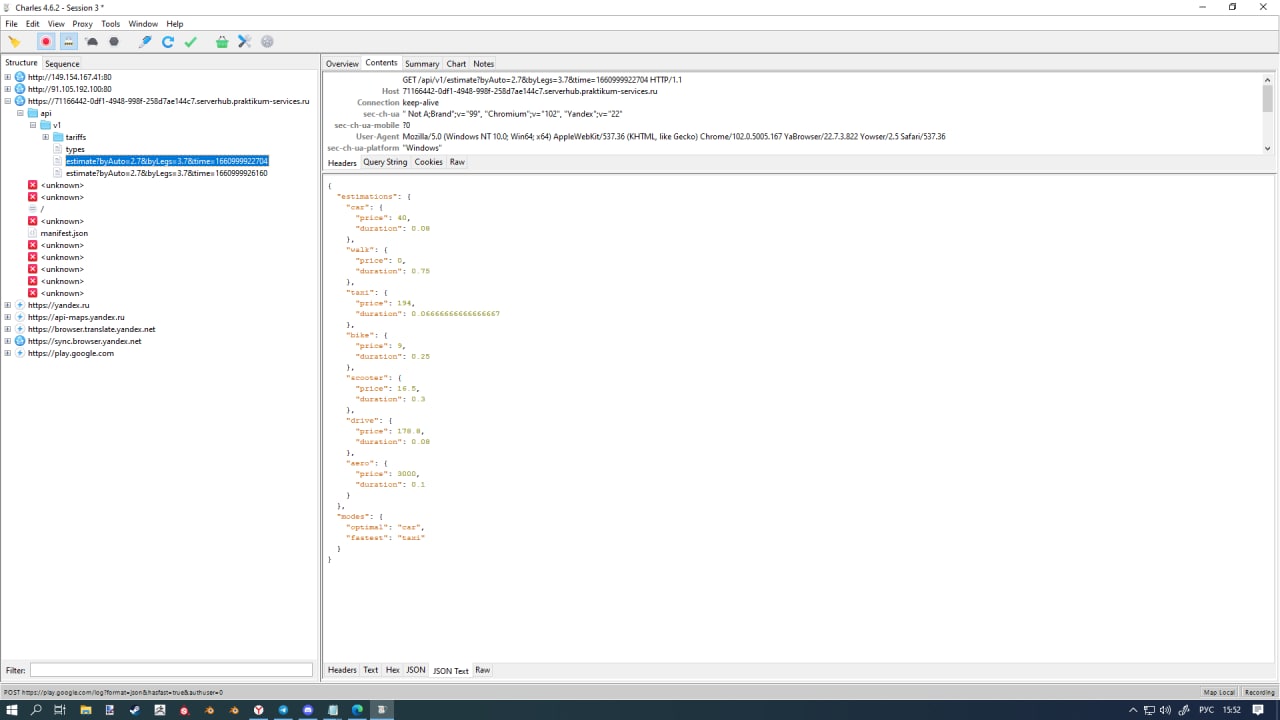 Charles 4.6.2 - Session 3 *
File Edit View Proxy Tools Window Help
Structure Sequence
http://149.154.167.41:80
http://91.105.192.100:80
https://71166442-0df1-4948-998f-258d7ae144c7.serverhub.praktikum-services.ru
api
v1
tariffs
types
estimate?byAuto=2.7&byLegs=3.7&time=1660999922704
estimate?byAuto=2.7&byLegs=3.7&time=1660999926160
<unknown>
<unknown>
/
<unknown>
manifest.json
<unknown>
<unknown>
<unknown>
<unknown>
<unknown>
https://yandex.ru
https://api-maps.yandex.ru
https://browser.translate.yandex.net
https://sync.browser.yandex.net
https://play.google.com
Filter:
Overview Contents Summary Chart Notes
GET /api/v1/estimate?byAuto=2.7&byLegs=3.7&time=1660999922704 HTTP/1.1
Host 71166442-0df1-4948-998f-258d7ae144c7.serverhub.praktikum-services.ru
Connection keep-alive
sec-ch-ua " Not A;Brand";v="99", "Chromium";v="102", "Yandex";v="22"
sec-ch-ua-mobile ?0
User-Agent Mozilla/5.0 (Windows NT 10.0; Win64; x64) AppleWebKit/537.36 (KHTML, like Gecko) Chrome/102.0.5005.167 YaBrowser/22.7.3.822 Yowser/2.5 Safari/537.36
sec-ch-ua-platform "Windows"
Headers Query String Cookies Raw
{
"estimations": {
"car": {
"price": 40,
"duration": 0.08
},
"walk": {
"price": 0,
"duration": 0.75
},
"taxi": {
"price": 194,
"duration": 0.06666666666666667
},
"bike": {
"price": 9,
"duration": 0.25
},
"scooter": {
"price": 16.5,
"duration": 0.3
},
"drive": {
"price": 178.8,
"duration": 0.08
},
"aero": {
"price": 3000,
"duration": 0.1
}
},
"modes": {
"optimal": "car",
"fastest": "taxi"
}
}
Headers Text Hex JSON JSON Text Raw
POST https://play.google.com/log?format=json&hasfast=true&authuser=0
Map Local Recording
РУС 15:52